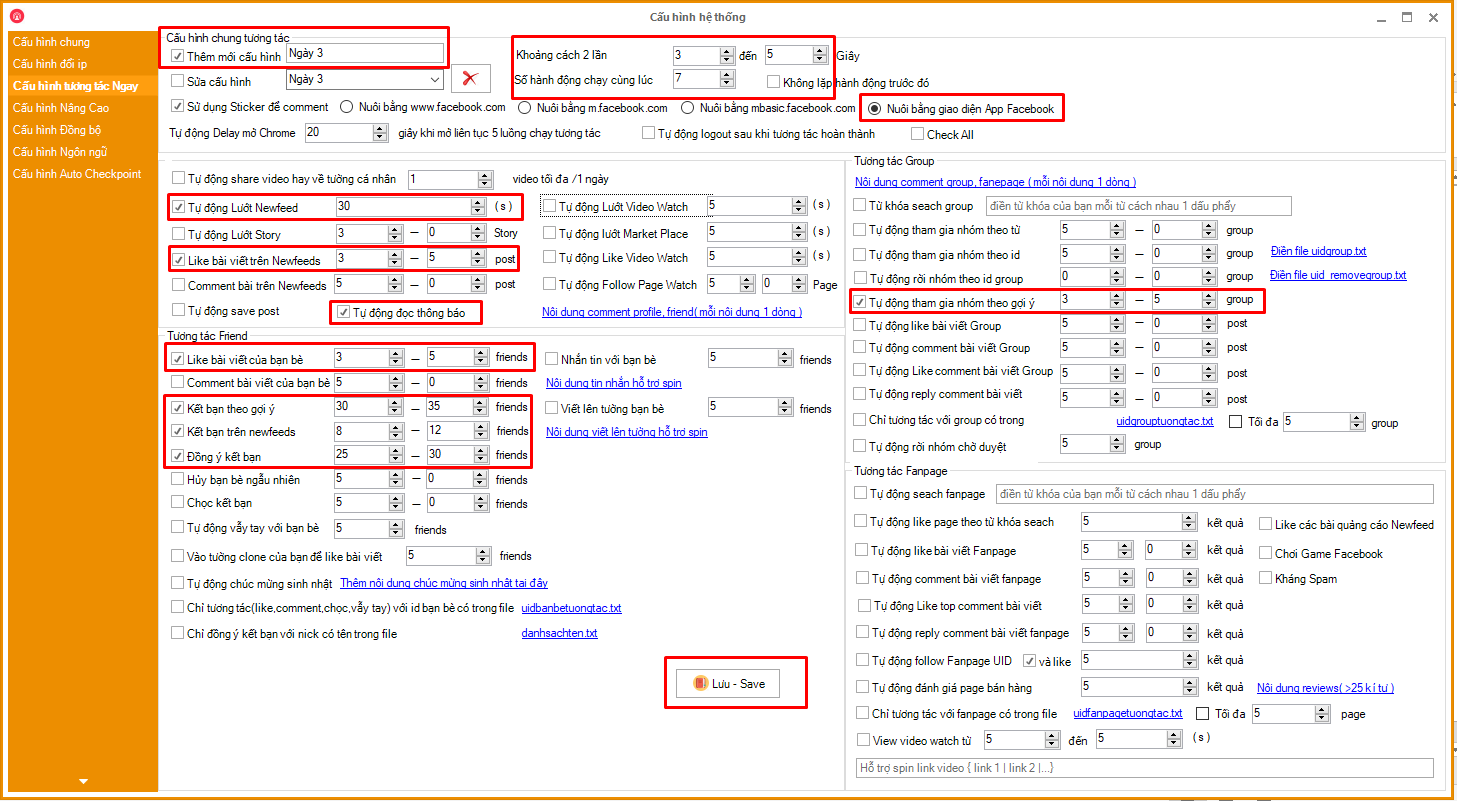 Cấu hình hệ thống
Cấu hình chung
Cấu hình đổi ip
Cấu hình tương tác Ngay
Cấu hình Nâng Cao
Cấu hình Đồng bộ
Cấu hình Ngôn ngữ
Cấu hình Auto Checkpoint
Cấu hình chung tương tác
Thêm mới cấu hình Ngày 3
Khoảng cách 2 lần 3 đến 5 Giây
Sửa cấu hình Ngày 3
Số hành động chạy cùng lúc 7 Không lặp hành động trước đó
Sử dụng Sticker để comment Nuôi bằng www.facebook.com Nuôi bằng m.facebook.com Nuôi bằng mbasic.facebook.com Nuôi bằng giao diện App Facebook
Tự động Delay mở Chrome 20 giây khi mở liên tục 5 luồng chạy tương tác Tự động logout sau khi tương tác hoàn thành Check All
Tự động share video hay về tường cá nhân 1 video tối đa /1 ngày
Tự động Lướt Newfeed 30 ( s ) Tự động Lướt Video Watch 5 ( s )
Tự động Lướt Story 3 — 0 Story Tự động lướt Market Place 5 ( s )
Like bài viết trên Newfeeds 3 — 5 post Tự động Like Video Watch 5 ( s )
Comment bài trên Newfeeds 5 — 0 post Tự động Follow Page Watch 5 0 Page
Tự động save post Tự động đọc thông báo Nội dung comment profile, friend( mỗi nội dung 1 dòng )
Tương tác Friend
Like bài viết của bạn bè 3 — 5 friends Nhắn tin với bạn bè 5 friends
Comment bài viết của bạn bè 5 — 0 friends Nội dung tin nhắn hỗ trợ spin
Kết bạn theo gợi ý 30 — 35 friends Viết lên tường bạn bè 5 friends
Kết bạn trên newfeeds 8 — 12 friends Nội dung viết lên tường hỗ trợ spin
Đồng ý kết bạn 25 — 30 friends
Hủy bạn bè ngẫu nhiên 5 — 0 friends
Chọc kết bạn 5 — 0 friends
Tự động vẫy tay với bạn bè 5 friends
Vào tường clone của bạn để like bài viết 5 friends
Tự động chúc mừng sinh nhật Thêm nội dung chúc mừng sinh nhật tại đây
Chỉ tương tác(like,comment,chọc,vẫy tay) với id bạn bè có trong file uidbanbetuongtac.txt
Chỉ đồng ý kết bạn với nick có tên trong file danhsachten.txt
Lưu - Save
Tương tác Group
Nội dung comment group, fanepage ( mỗi nội dung 1 dòng )
Từ khóa seach group điền từ khóa của bạn mỗi từ cách nhau 1 dấu phẩy
Tự động tham gia nhóm theo từ 5 — 0 group
Tự động tham gia nhóm theo id 5 — 0 group Điền file uidgroup.txt
Tự động rời nhóm theo id group 0 — 0 group Điền file uid_removegroup.txt
Tự động tham gia nhóm theo gợi ý 3 — 5 group
Tự động like bài viết Group 5 — 0 post
Tự động comment bài viết Group 5 — 0 post
Tự động Like comment bài viết Group 5 — 0 post
Tự động reply comment bài viết 5 — 0 post
Chỉ tương tác với group có trong uidgrouptuongtac.txt Tối đa 5 group
Tự động rời nhóm chờ duyệt 5 group
Tương tác Fanpage
Tự động seach fanpage điền từ khóa của bạn mỗi từ cách nhau 1 dấu phẩy
Tự động like page theo từ khóa seach 5 kết quả Like các bài quảng cáo Newfeed
Tự động like bài viết Fanpage 5 0 kết quả Chơi Game Facebook
Tự động comment bài viết fanpage 5 0 kết quả Kháng Spam
Tự động Like top comment bài viết 5 0 kết quả
Tự động reply comment bài viết fanpage 5 0 kết quả
Tự động follow Fanpage UID và like 5 kết quả
Tự động đánh giá page bán hàng 5 kết quả Nội dung reviews( >25 kí tự )
Chỉ tương tác với fanpage có trong file uidfanpagetuongtac.txt Tối đa 5 page
View video watch từ 5 đến 5 ( s )
Hỗ trợ spin link video { link 1 | link 2 |...}